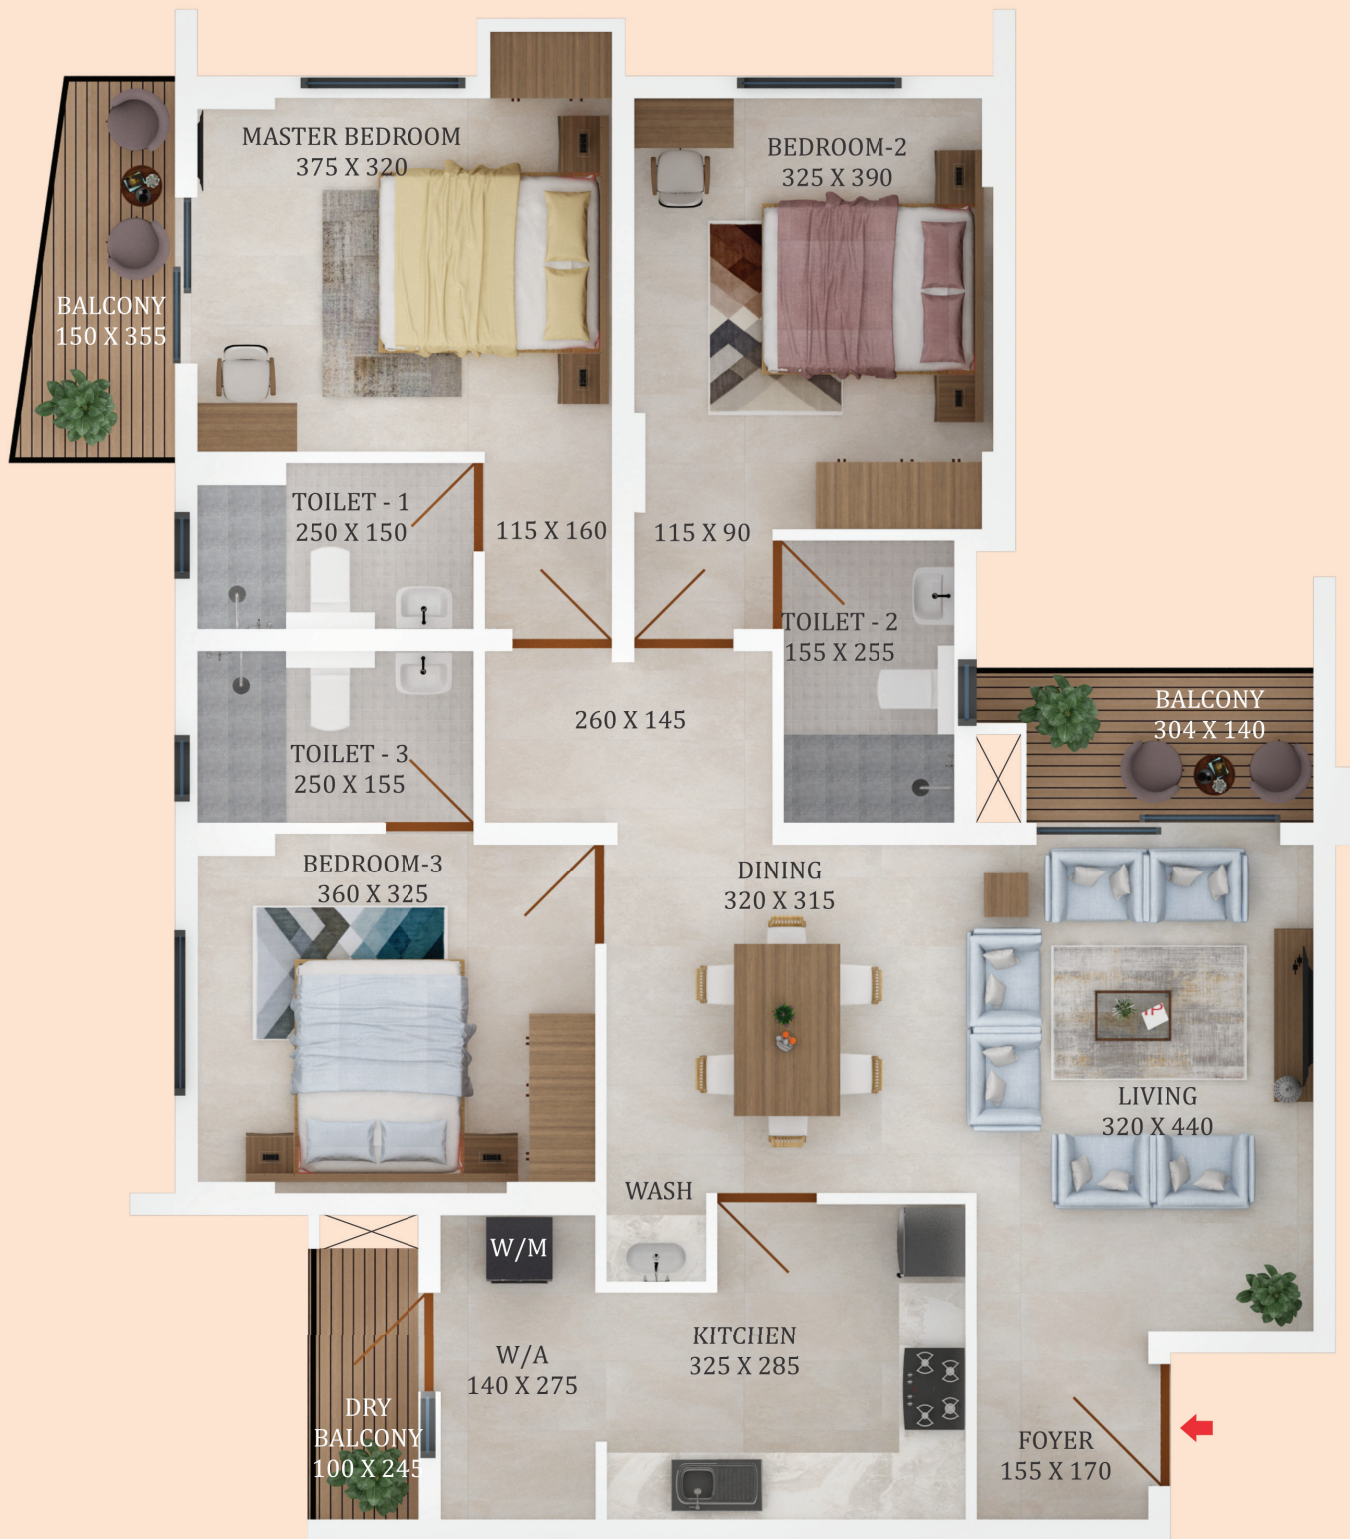 MASTER BEDROOM
375 X 320
BEDROOM-2
325 X 390
BALCONY
150 X 355
TOILET - 1
250 X 150
115 X 160
115 X 90
TOILET - 2
155 X 255
260 X 145
BALCONY
304 X 140
TOILET - 3
250 X 155
BEDROOM-3
360 X 325
DINING
320 X 315
LIVING
320 X 440
WASH
W/M
KITCHEN
325 X 285
W/A
140 X 275
DRY
BALCONY
100 X 245
FOYER
155 X 170